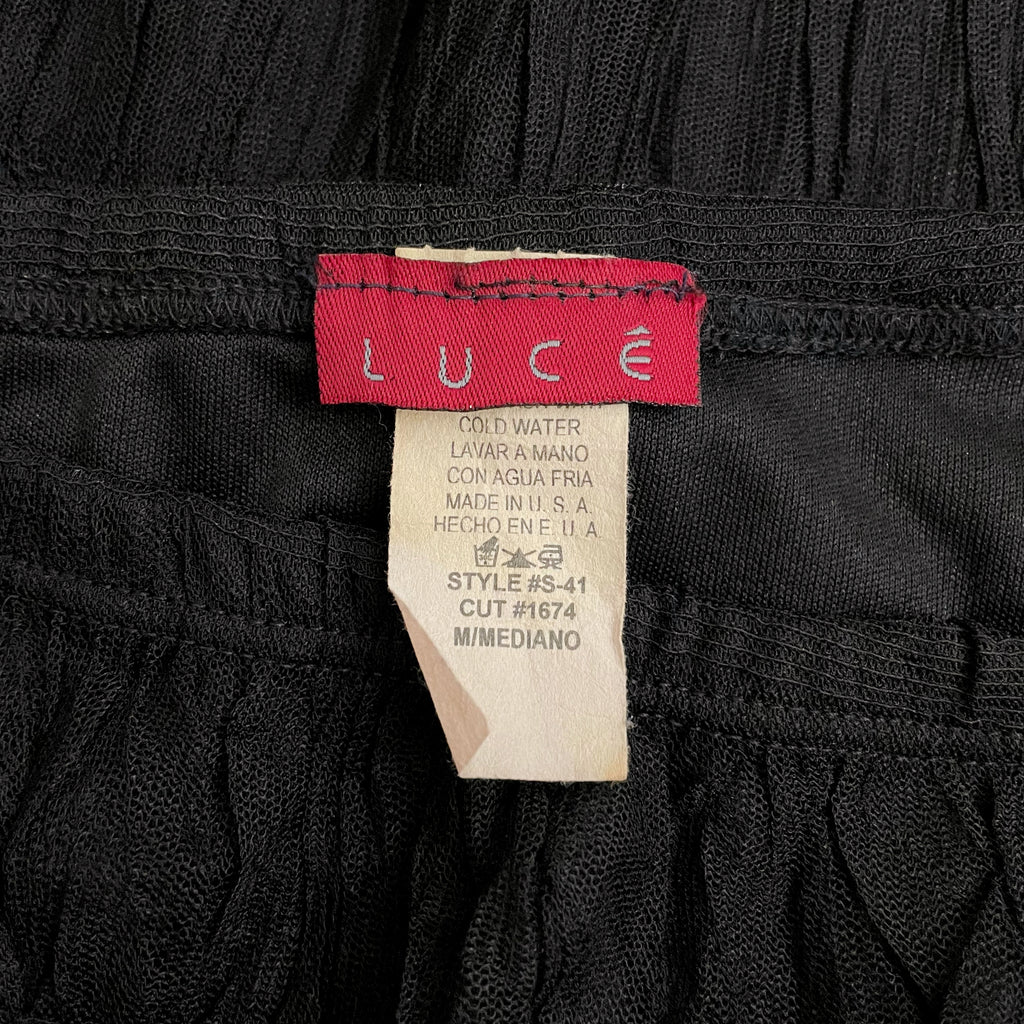 LUCÊ
COLD WATER
LAVAR A MANO
CON AGUA FRIA
MADE IN U. S. A.
HECHO EN E. U. A.
STYLE #S-41
CUT #1674
M/MEDIANO